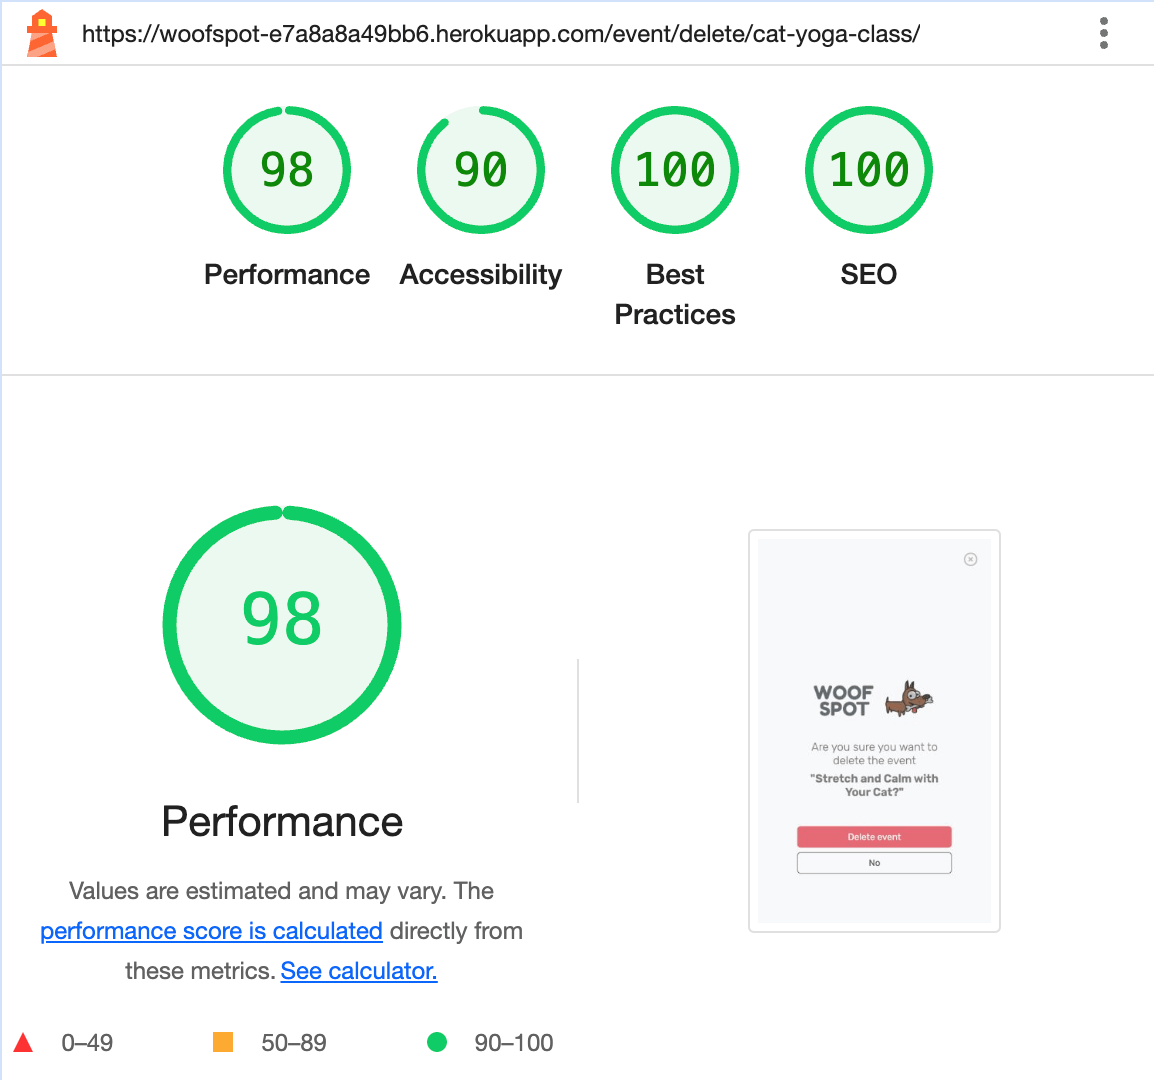 https://woofspot-e7a8a8a49bb6.herokuapp.com/event/delete/cat-yoga-class/
98
90
100
100
Performance
Accessibility
Best
Practices
SEO
98
Performance
Values are estimated and may vary. The
performance score is calculated directly from
these metrics. See calculator.
0–49
50–89
90–100
WOOF
SPOT
Are you sure you want to
delete the event
"Stretch and Calm with
Your Cat?"
Delete event
No